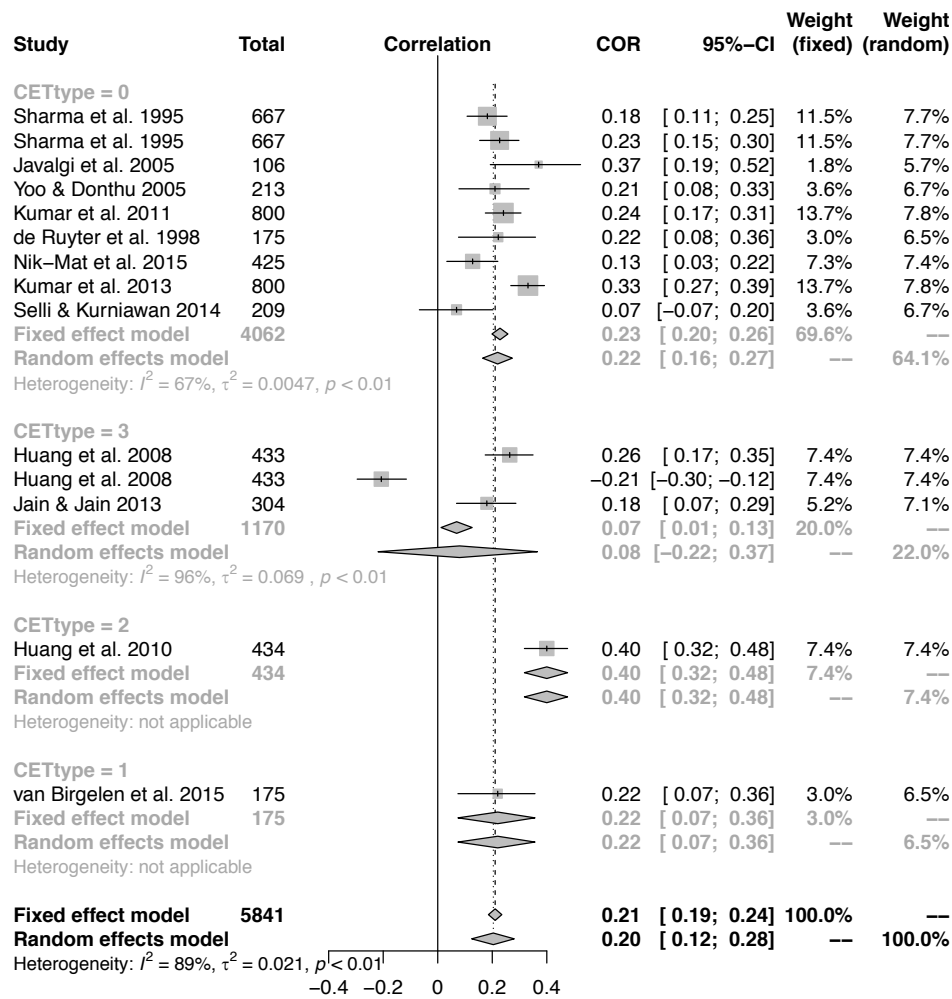 Study Total Correlation COR 95%−CI Weight (fixed) Weight (random)
CETtype = 0
Sharma et al. 1995 667 0.18 [ 0.11; 0.25] 11.5% 7.7%
Sharma et al. 1995 667 0.23 [ 0.15; 0.30] 11.5% 7.7%
Javalgi et al. 2005 106 0.37 [ 0.19; 0.52] 1.8% 5.7%
Yoo & Donthu 2005 213 0.21 [ 0.08; 0.33] 3.6% 6.7%
Kumar et al. 2011 800 0.24 [ 0.17; 0.31] 13.7% 7.8%
de Ruyter et al. 1998 175 0.22 [ 0.08; 0.36] 3.0% 6.5%
Nik−Mat et al. 2015 425 0.13 [ 0.03; 0.22] 7.3% 7.4%
Kumar et al. 2013 800 0.33 [ 0.27; 0.39] 13.7% 7.8%
Selli & Kurniawan 2014 209 0.07 [−0.07; 0.20] 3.6% 6.7%
Fixed effect model 4062 0.23 [ 0.20; 0.26] 69.6% −−
Random effects model 0.22 [ 0.16; 0.27] −− 64.1%
Heterogeneity: I² = 67%, τ² = 0.0047, p < 0.01
CETtype = 3
Huang et al. 2008 433 0.26 [ 0.17; 0.35] 7.4% 7.4%
Huang et al. 2008 433 −0.21 [−0.30; −0.12] 7.4% 7.4%
Jain & Jain 2013 304 0.18 [ 0.07; 0.29] 5.2% 7.1%
Fixed effect model 1170 0.07 [ 0.01; 0.13] 20.0% −−
Random effects model 0.08 [−0.22; 0.37] −− 22.0%
Heterogeneity: I² = 96%, τ² = 0.069 , p < 0.01
CETtype = 2
Huang et al. 2010 434 0.40 [ 0.32; 0.48] 7.4% 7.4%
Fixed effect model 434 0.40 [ 0.32; 0.48] 7.4% −−
Random effects model 0.40 [ 0.32; 0.48] −− 7.4%
Heterogeneity: not applicable
CETtype = 1
van Birgelen et al. 2015 175 0.22 [ 0.07; 0.36] 3.0% 6.5%
Fixed effect model 175 0.22 [ 0.07; 0.36] 3.0% −−
Random effects model 0.22 [ 0.07; 0.36] −− 6.5%
Heterogeneity: not applicable
Fixed effect model 5841 0.21 [ 0.19; 0.24] 100.0% −−
Random effects model 0.20 [ 0.12; 0.28] −− 100.0%
Heterogeneity: I² = 89%, τ² = 0.021, p < 0.01
−0.4 −0.2 0 0.2 0.4